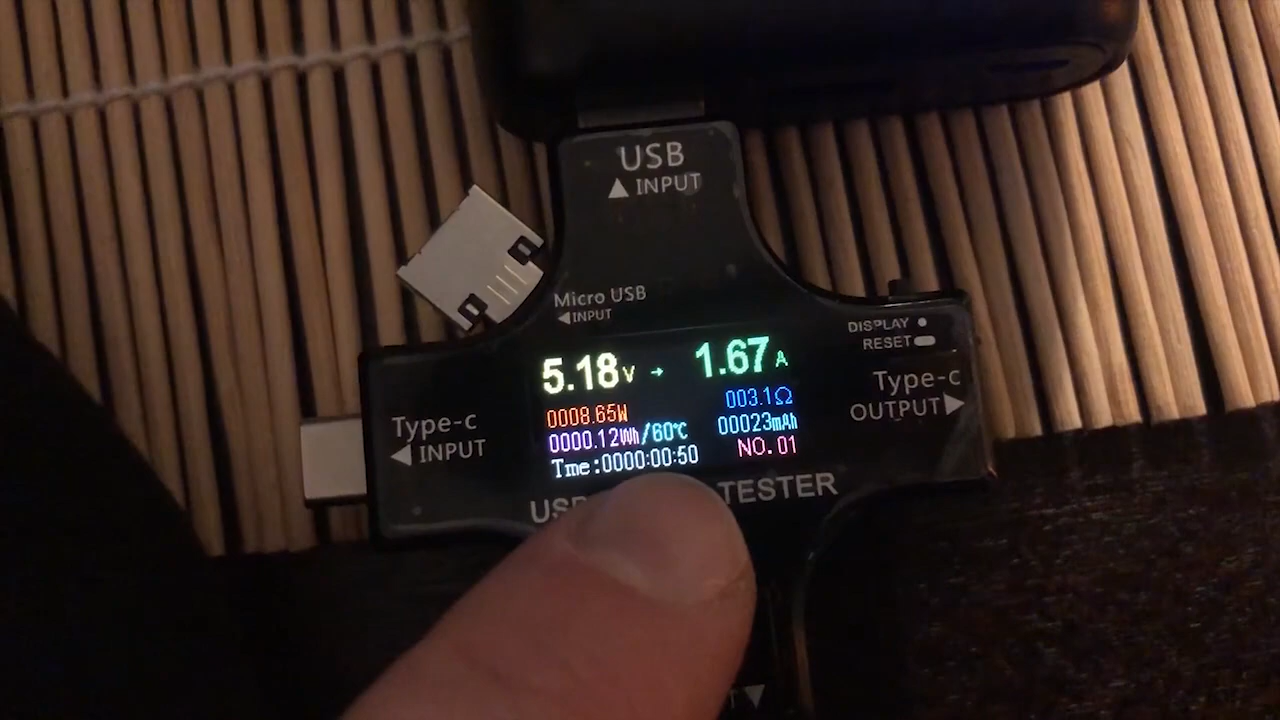 USB
▲ INPUT
Micro USB
◀ INPUT
DISPLAY ●
RESET
5.18V → 1.67A
0008.65W 003.1Ω
0000.12Wh/60℃ 00023mAh
Tme:0000:00:50 NO.01
Type-c
◀ INPUT
Type-c
OUTPUT ▶
TESTER